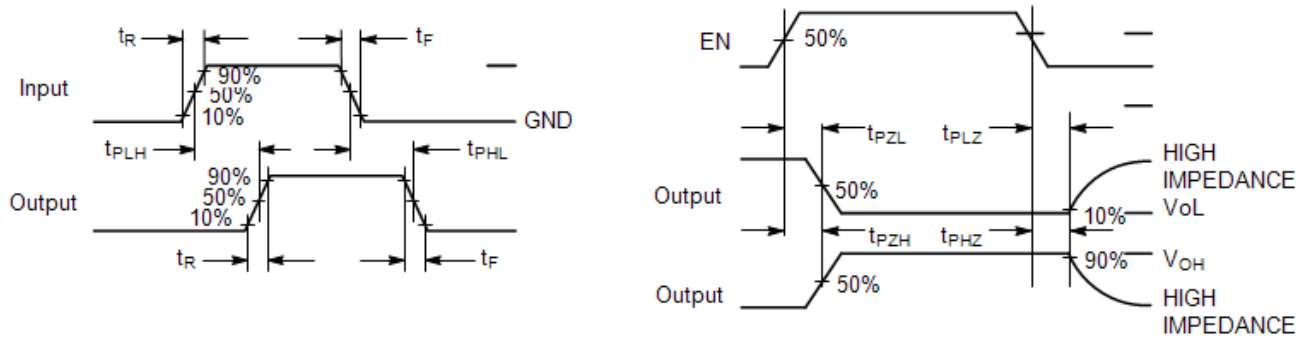 tR tF
Input
90%
50%
10%
GND
tPLH tPHL
Output
90%
50%
10%
tR tF
EN
50%
tPZL tPLZ
Output
50%
HIGH
IMPEDANCE
10%
VoL
tPZH tPHZ
Output
50%
90%
VOH
HIGH
IMPEDANCE